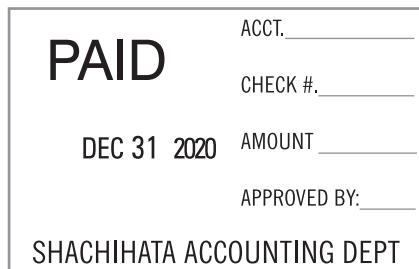 PAID
DEC 31 2020
ACCT.
CHECK #.
AMOUNT
APPROVED BY:
SHACHIHATA ACCOUNTING DEPT